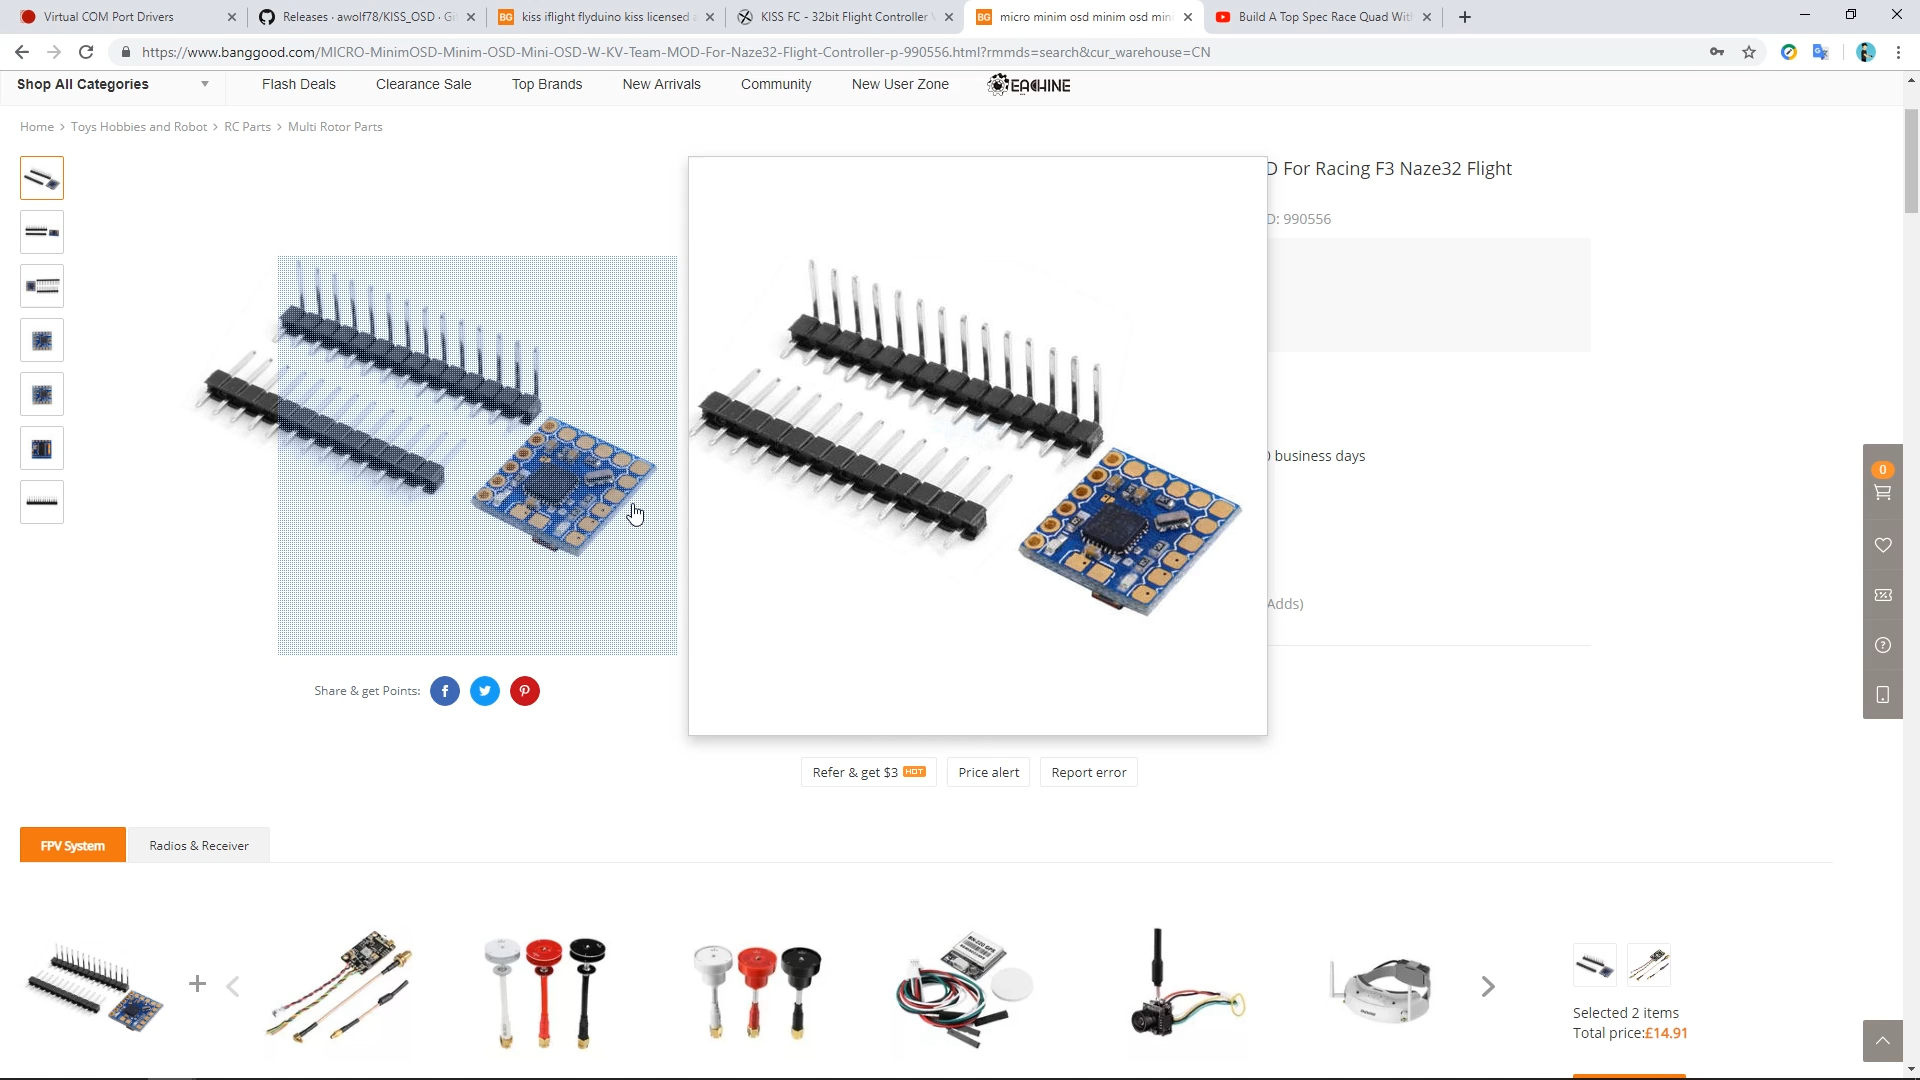 Virtual COM Port Drivers
Releases · awolf78/KISS_OSD · Gi
kiss iflight flyduino kiss licensed
KISS FC - 32bit Flight Controller
micro minim osd minim osd min
Build A Top Spec Race Quad Wit
https://www.banggood.com/MICRO-MinimOSD-Minim-OSD-Mini-OSD-W-KV-Team-MOD-For-Naze32-Flight-Controller-p-990556.html?rmmds=search&cur_warehouse=CN
Shop All Categories
Flash Deals
Clearance Sale
Top Brands
New Arrivals
Community
New User Zone
EACHINE
Home > Toys Hobbies and Robot > RC Parts > Multi Rotor Parts
D For Racing F3 Naze32 Flight
D: 990556
business days
Adds)
0
Share & get Points:
Refer & get $3 HOT
Price alert
Report error
FPV System
Radios & Receiver
Selected 2 items
Total price:£14.91